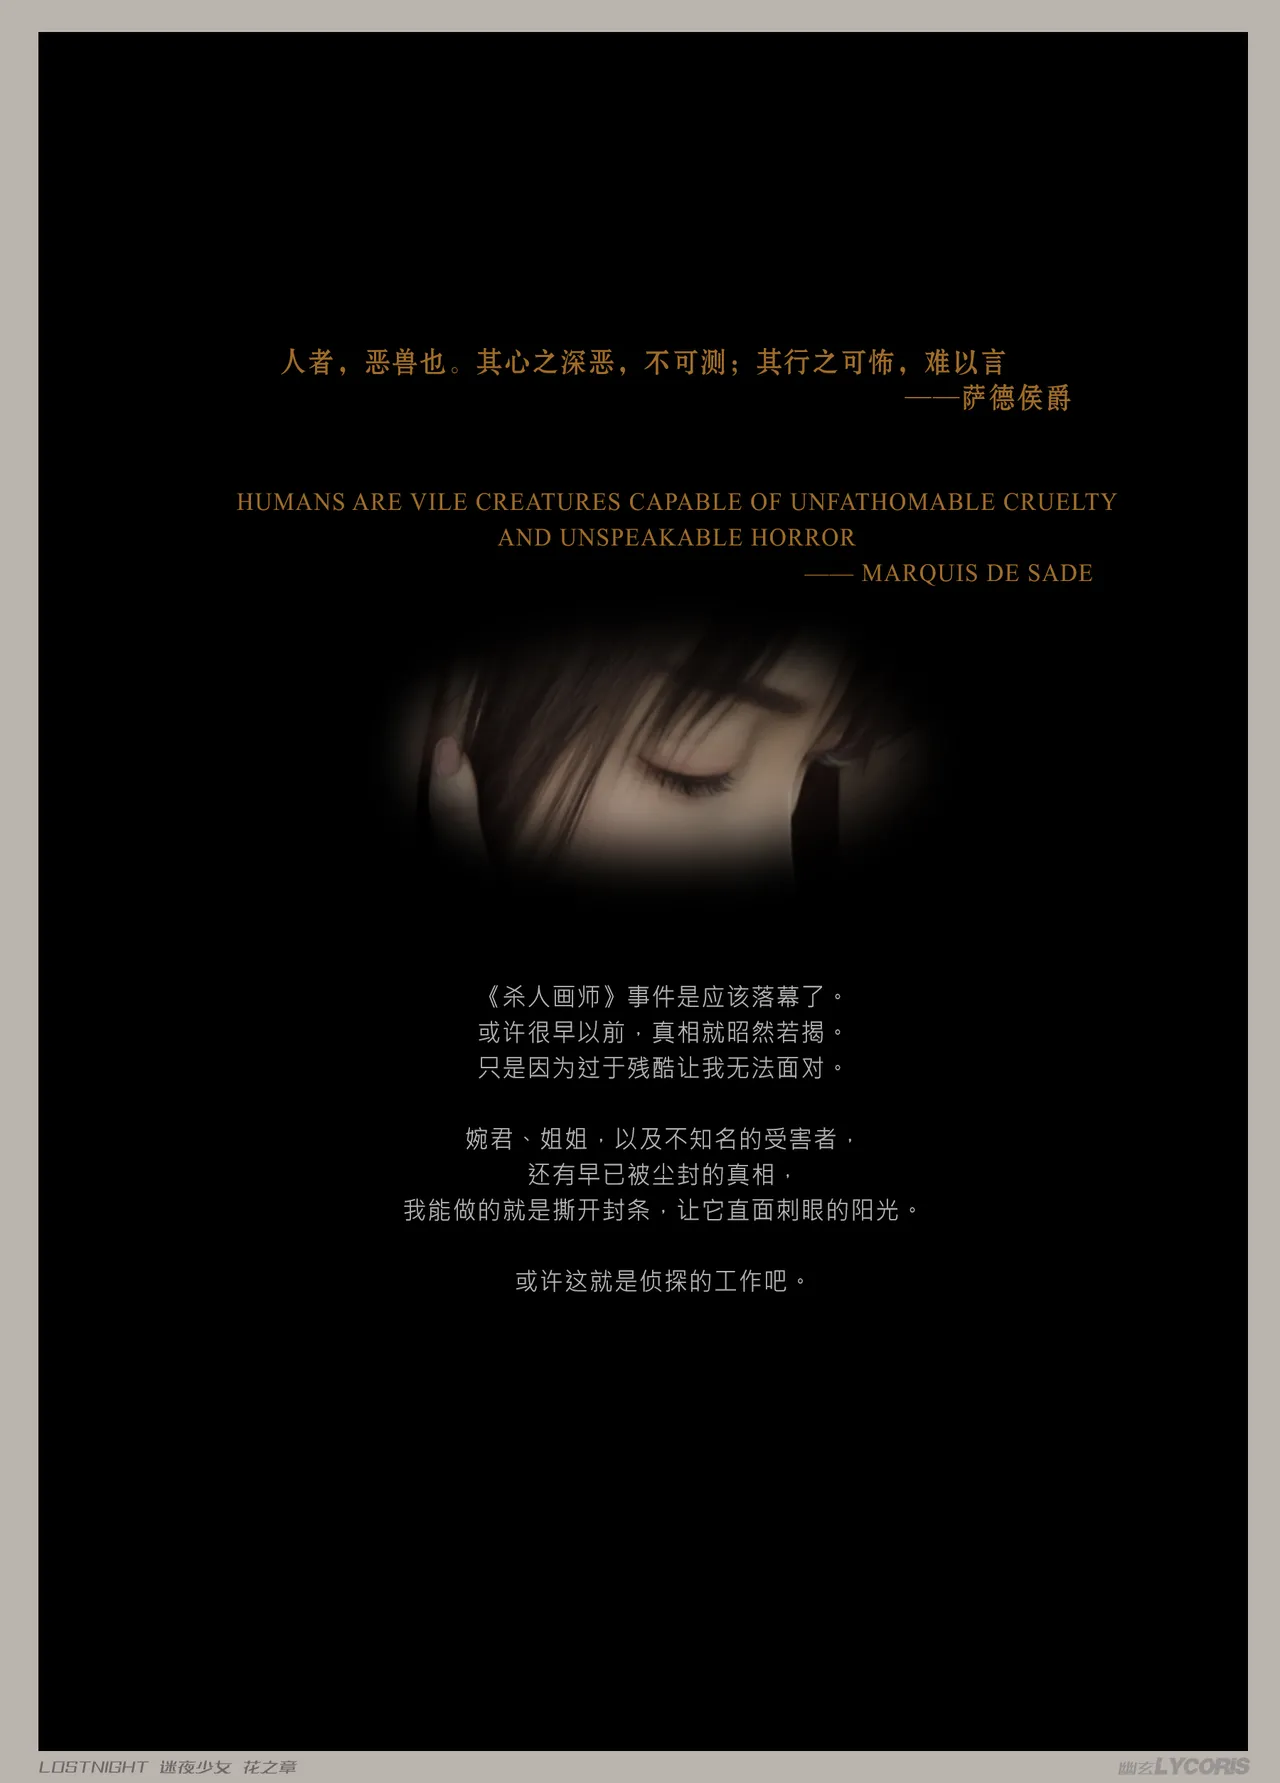 人者，恶兽也。其心之深恶，不可测；其行之可怖，难以言
——萨德侯爵
HUMANS ARE VILE CREATURES CAPABLE OF UNFATHOMABLE CRUELTY
AND UNSPEAKABLE HORROR
—— MARQUIS DE SADE
《杀人画师》事件是应该落幕了。
或许很早以前，真相就昭然若揭。
只是因为过于残酷让我无法面对。
婉君、姐姐，以及不知名的受害者，
还有早已被尘封的真相，
我能做的就是撕开封条，让它直面刺眼的阳光。
或许这就是侦探的工作吧。
LOSTNIGHT 迷夜少女 花之章
幽玄LYCORIS